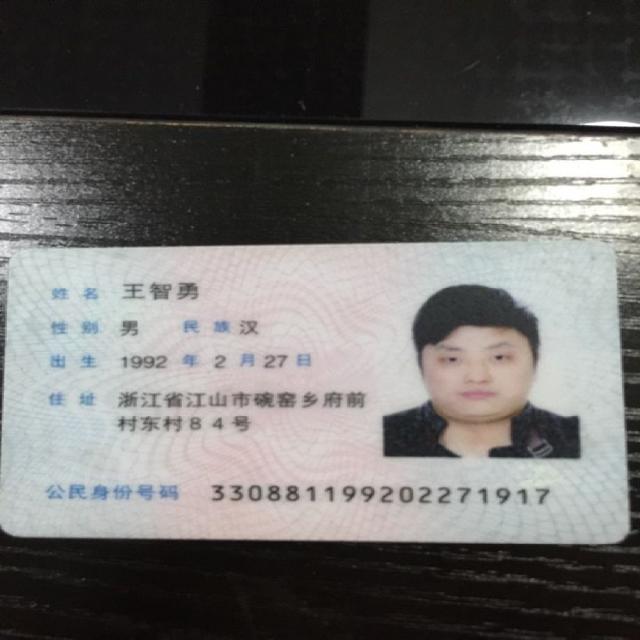 姓名 王智勇
性别 男 民族 汉
出生 1992 年 2 月 27 日
住址 浙江省江山市碗窑乡府前
村东村84号
公民身份号码 330881199202271917